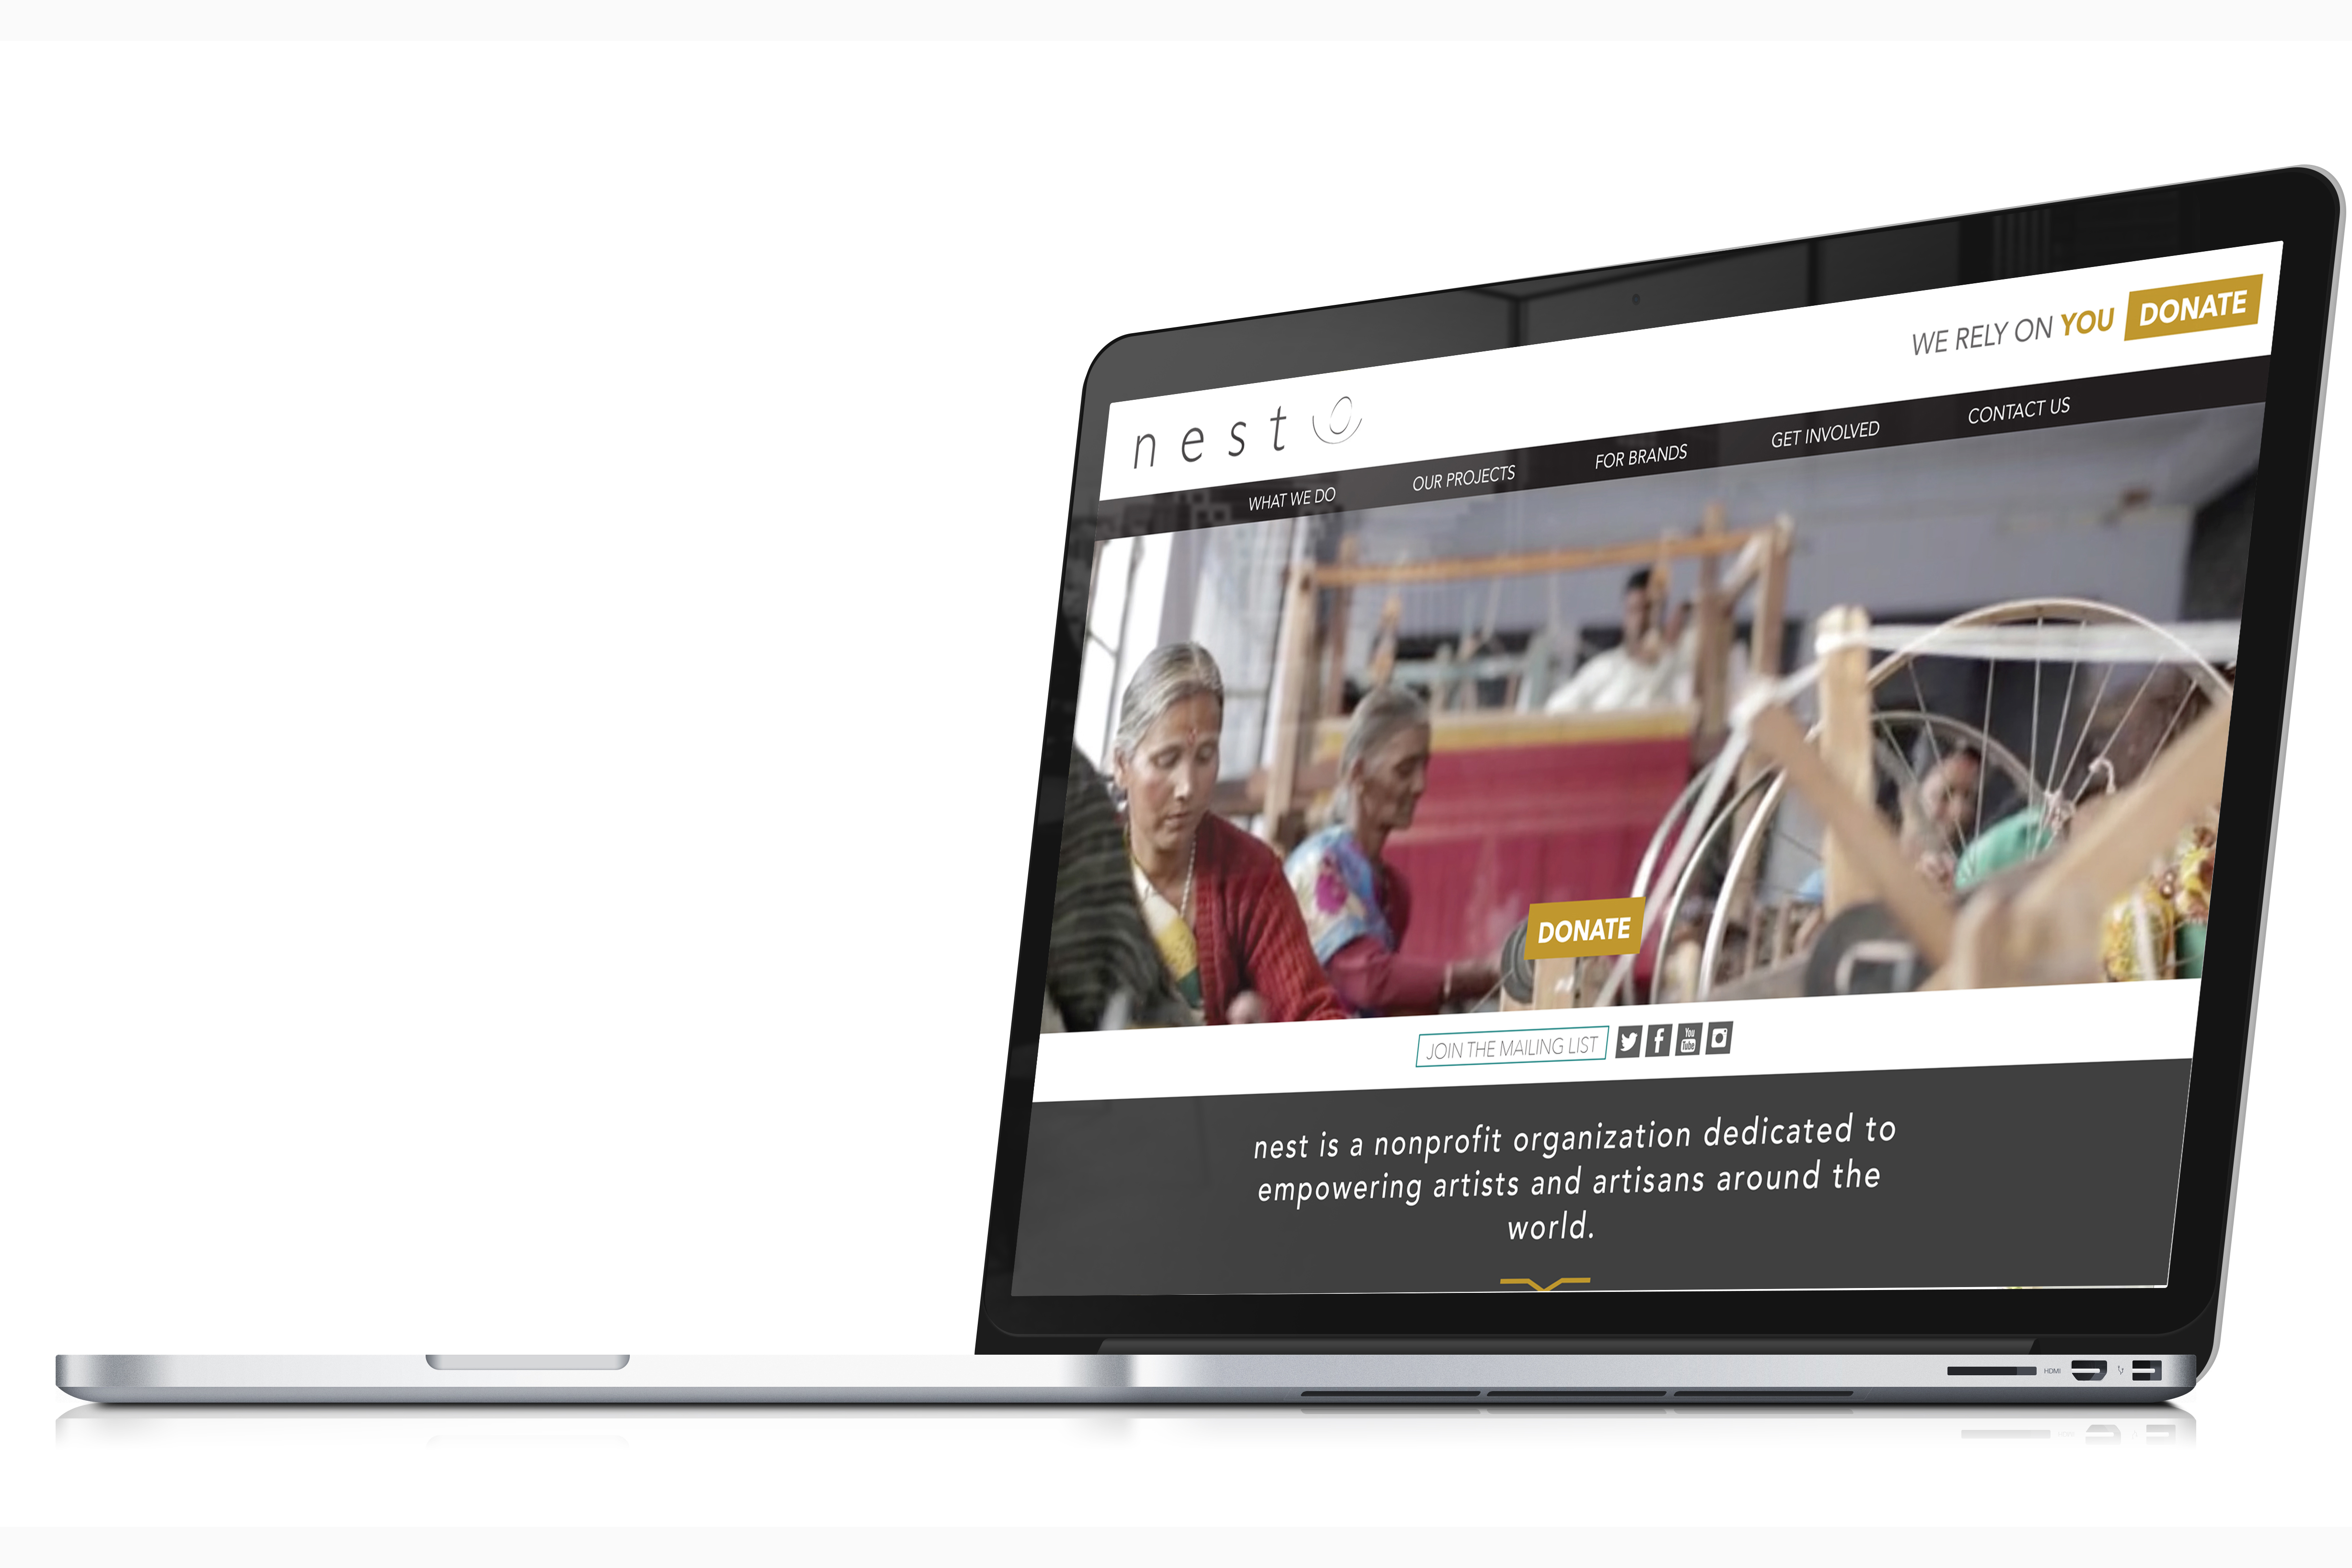 WE RELY ON YOU DONATE
nest
WHAT WE DO OUR PROJECTS FOR BRANDS GET INVOLVED CONTACT US
DONATE
JOIN THE MAILING LIST
You
Tube
nest is a nonprofit organization dedicated to
empowering artists and artisans around the
world.
HDMI